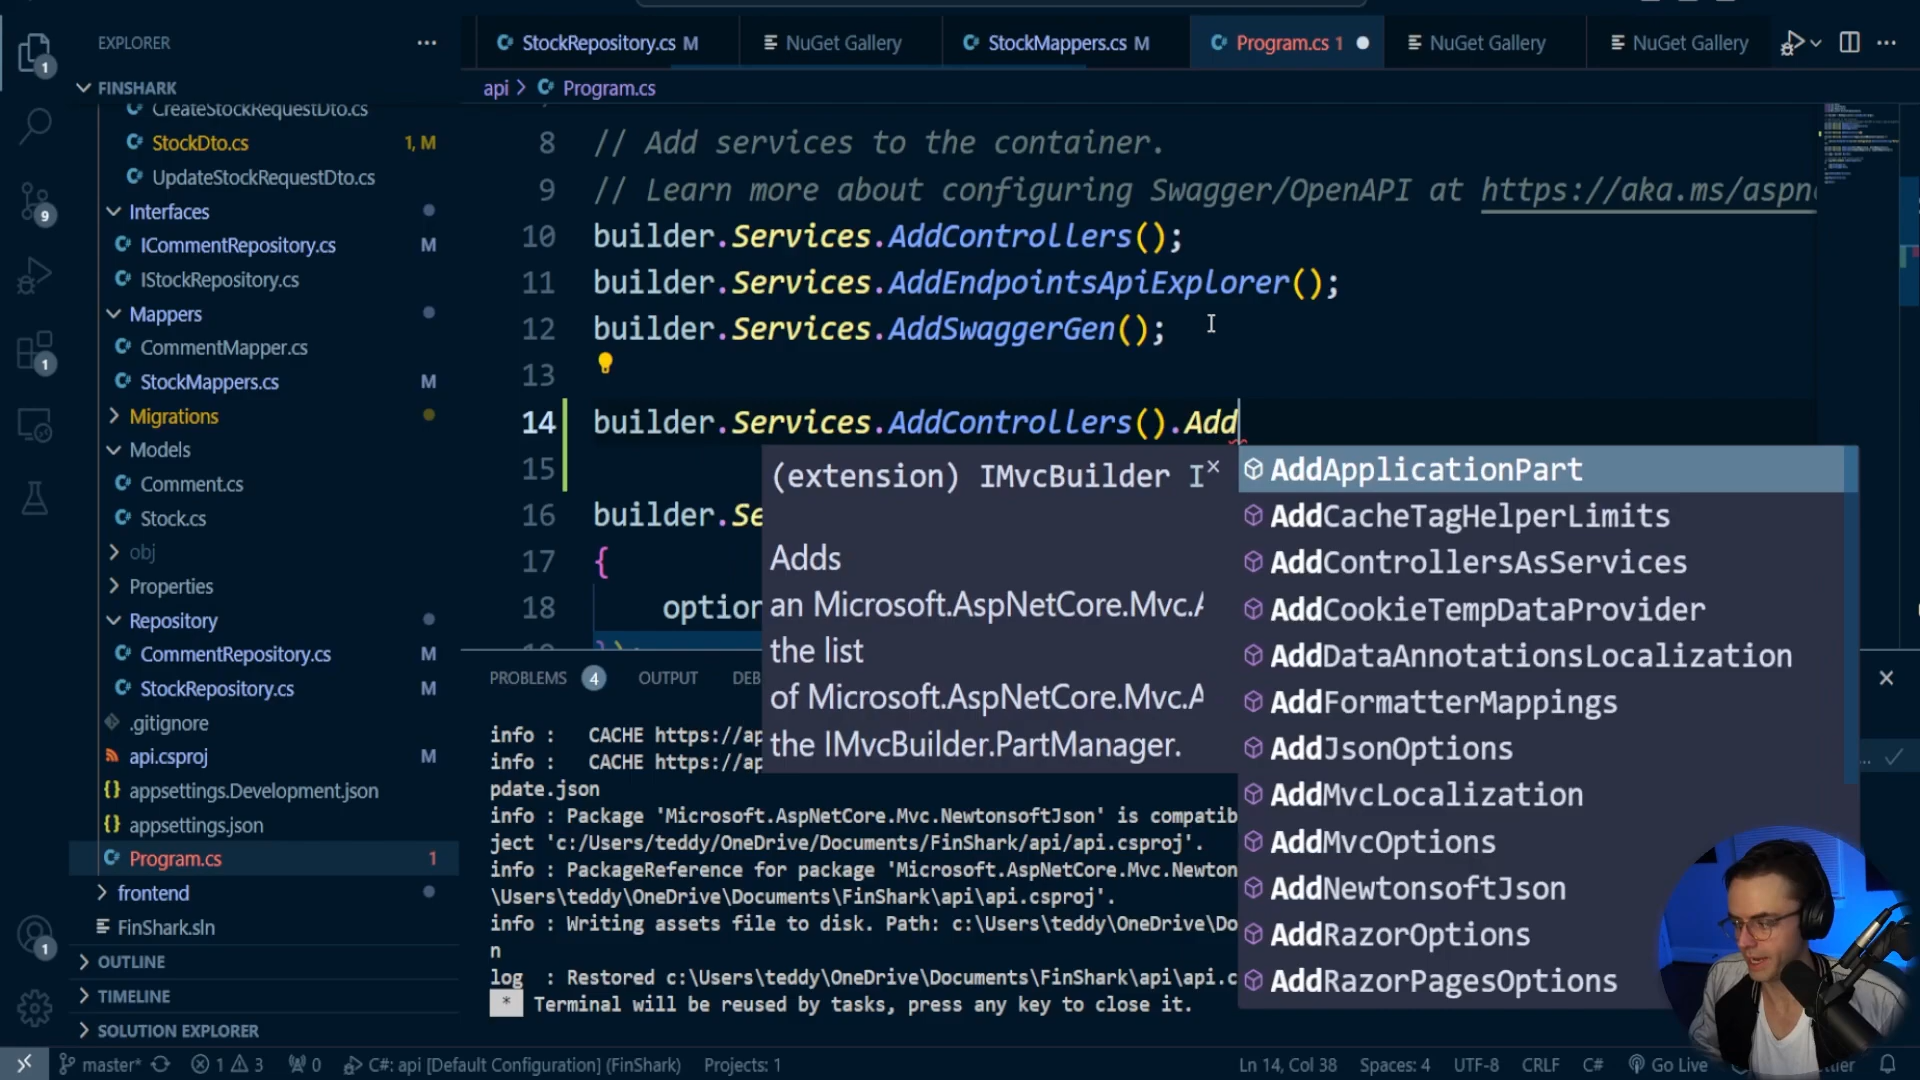 EXPLORER
StockRepository.cs M
NuGet Gallery
StockMappers.cs M
Program.cs 1
NuGet Gallery
NuGet Gallery
FINSHARK
api > Program.cs
CreateStockRequestDto.cs
StockDto.cs 1, M
UpdateStockRequestDto.cs
Interfaces
ICommentRepository.cs M
IStockRepository.cs
Mappers
CommentMapper.cs
StockMappers.cs M
Migrations
Models
Comment.cs
Stock.cs
obj
Properties
Repository
CommentRepository.cs M
StockRepository.cs M
.gitignore
api.csproj M
appsettings.Development.json
appsettings.json
Program.cs 1
frontend
FinShark.sln
OUTLINE
TIMELINE
SOLUTION EXPLORER
1
9
1
1
8 // Add services to the container.
9 // Learn more about configuring Swagger/OpenAPI at https://aka.ms/aspn
10 builder.Services.AddControllers();
11 builder.Services.AddEndpointsApiExplorer();
12 builder.Services.AddSwaggerGen();
13
14 builder.Services.AddControllers().Add
15
16 builder.Se
17 {
18 option
(extension) IMvcBuilder I
Adds
an Microsoft.AspNetCore.Mvc.A
the list
of Microsoft.AspNetCore.Mvc.A
the IMvcBuilder.PartManager.
AddApplicationPart
AddCacheTagHelperLimits
AddControllersAsServices
AddCookieTempDataProvider
AddDataAnnotationsLocalization
AddFormatterMappings
AddJsonOptions
AddMvcLocalization
AddMvcOptions
AddNewtonsoftJson
AddRazorOptions
AddRazorPagesOptions
PROBLEMS 4 OUTPUT DEB
info : CACHE https://ap
info : CACHE https://ap
pdate.json
info : Package 'Microsoft.AspNetCore.Mvc.NewtonsoftJson' is compatib
ject 'c:/Users/teddy/OneDrive/Documents/FinShark/api/api.csproj'.
info : PackageReference for package 'Microsoft.AspNetCore.Mvc.Newton
\Users\teddy\OneDrive\Documents\FinShark\api\api.csproj'.
info : Writing assets file to disk. Path: c:\Users\teddy\OneDrive\Do
n
log : Restored c:\Users\teddy\OneDrive\Documents\FinShark\api\api.c
* Terminal will be reused by tasks, press any key to close it.
master* 1 3 0 C#: api [Default Configuration] (FinShark) Projects: 1 Ln 14, Col 38 Spaces: 4 UTF-8 CRLF C# Go Live